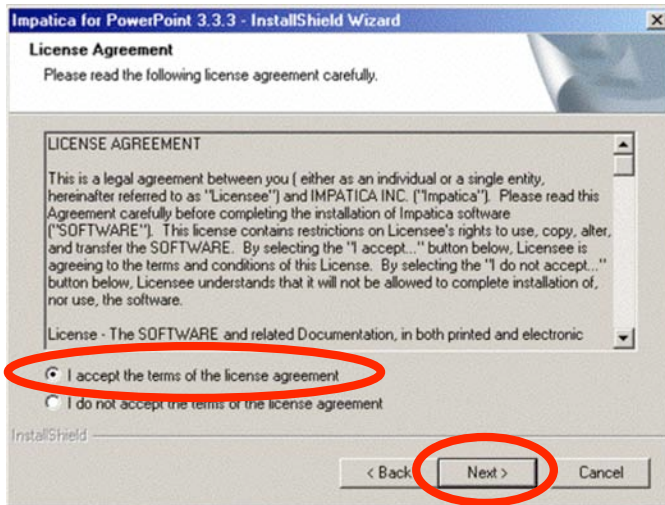 Impatica for PowerPoint 3.3.3 - InstallShield Wizard
License Agreement
Please read the following license agreement carefully.
LICENSE AGREEMENT
This is a legal agreement between you ( either as an individual or a single entity,
hereinafter referred to as "Licensee") and IMPATICA INC. ("Impatica"). Please read this
Agreement carefully before completing the installation of Impatica software
("SOFTWARE"). This license contains restrictions on Licensee's rights to use, copy, alter,
and transfer the SOFTWARE. By selecting the "I accept..." button below, Licensee is
agreeing to the terms and conditions of this License. By selecting the "I do not accept..."
button below, Licensee understands that it will not be allowed to complete installation of,
nor use, the software.
License - The SOFTWARE and related Documentation, in both printed and electronic
I accept the terms of the license agreement
I do not accept the terms of the license agreement
InstallShield
< Back Next > Cancel